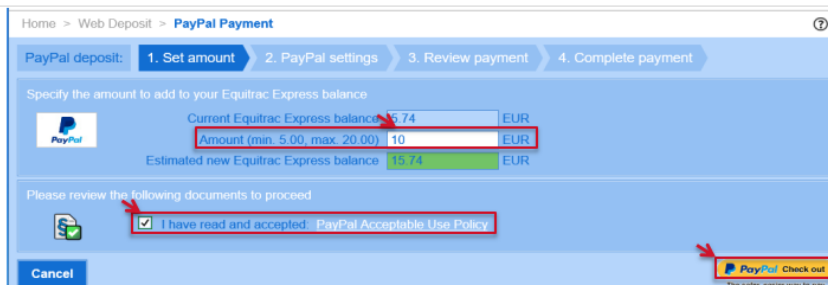 Home > Web Deposit > PayPal Payment
PayPal deposit: 1. Set amount 2. PayPal settings 3. Review payment 4. Complete payment
Specify the amount to add to your Equitrac Express balance
PayPal
Current Equitrac Express balance 5.74 EUR
Amount (min. 5.00, max. 20.00) 10 EUR
Estimated new Equitrac Express balance 15.74 EUR
Please review the following documents to proceed
I have read and accepted: PayPal Acceptable Use Policy
Cancel
PayPal Check out